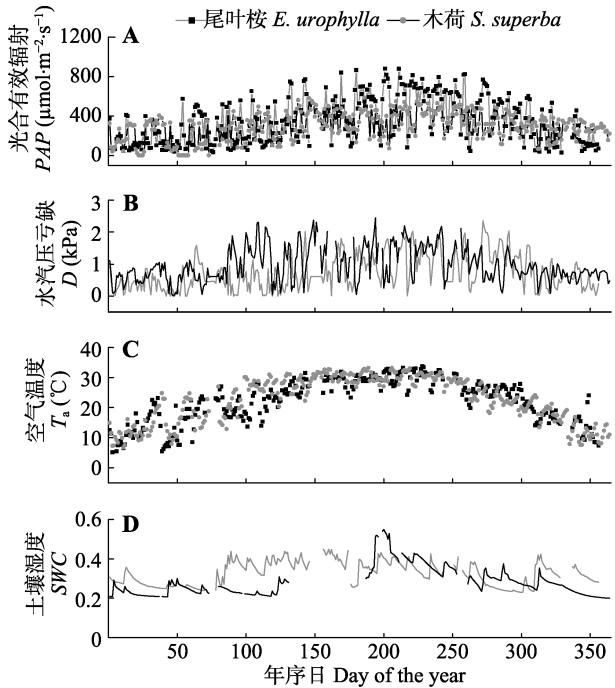 尾叶桉 E. urophylla 木荷 S. superba
A
光合有效辐射
PAP (μmol·m⁻²·s⁻¹)
1200
800
400
0
B
水汽压亏缺
D (kPa)
3
2
1
0
C
空气温度
Ta (℃)
40
30
20
10
0
D
土壤湿度
SWC
0.6
0.4
0.2
0
50 100 150 200 250 300 350
年序日 Day of the year